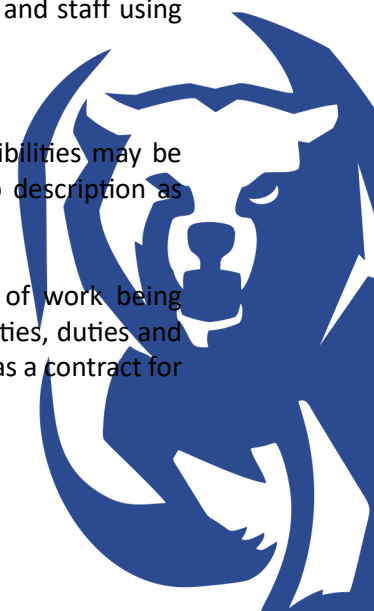 and staff using
ibilities may be
description as
of work being
ties, duties and
as a contract for